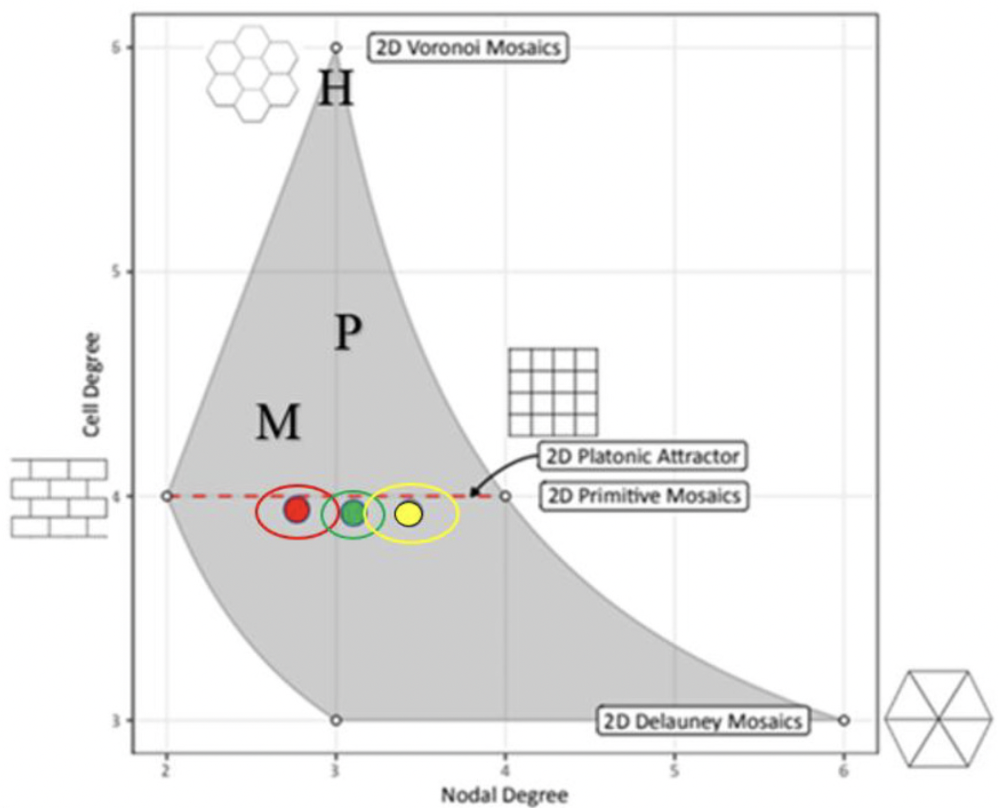 6
2D Voronoi Mosaics
H
5
P
Cell Degree
M
2D Platonic Attractor
4
2D Primitive Mosaics
3
2D Delauney Mosaics
2 3 4 5 6
Nodal Degree